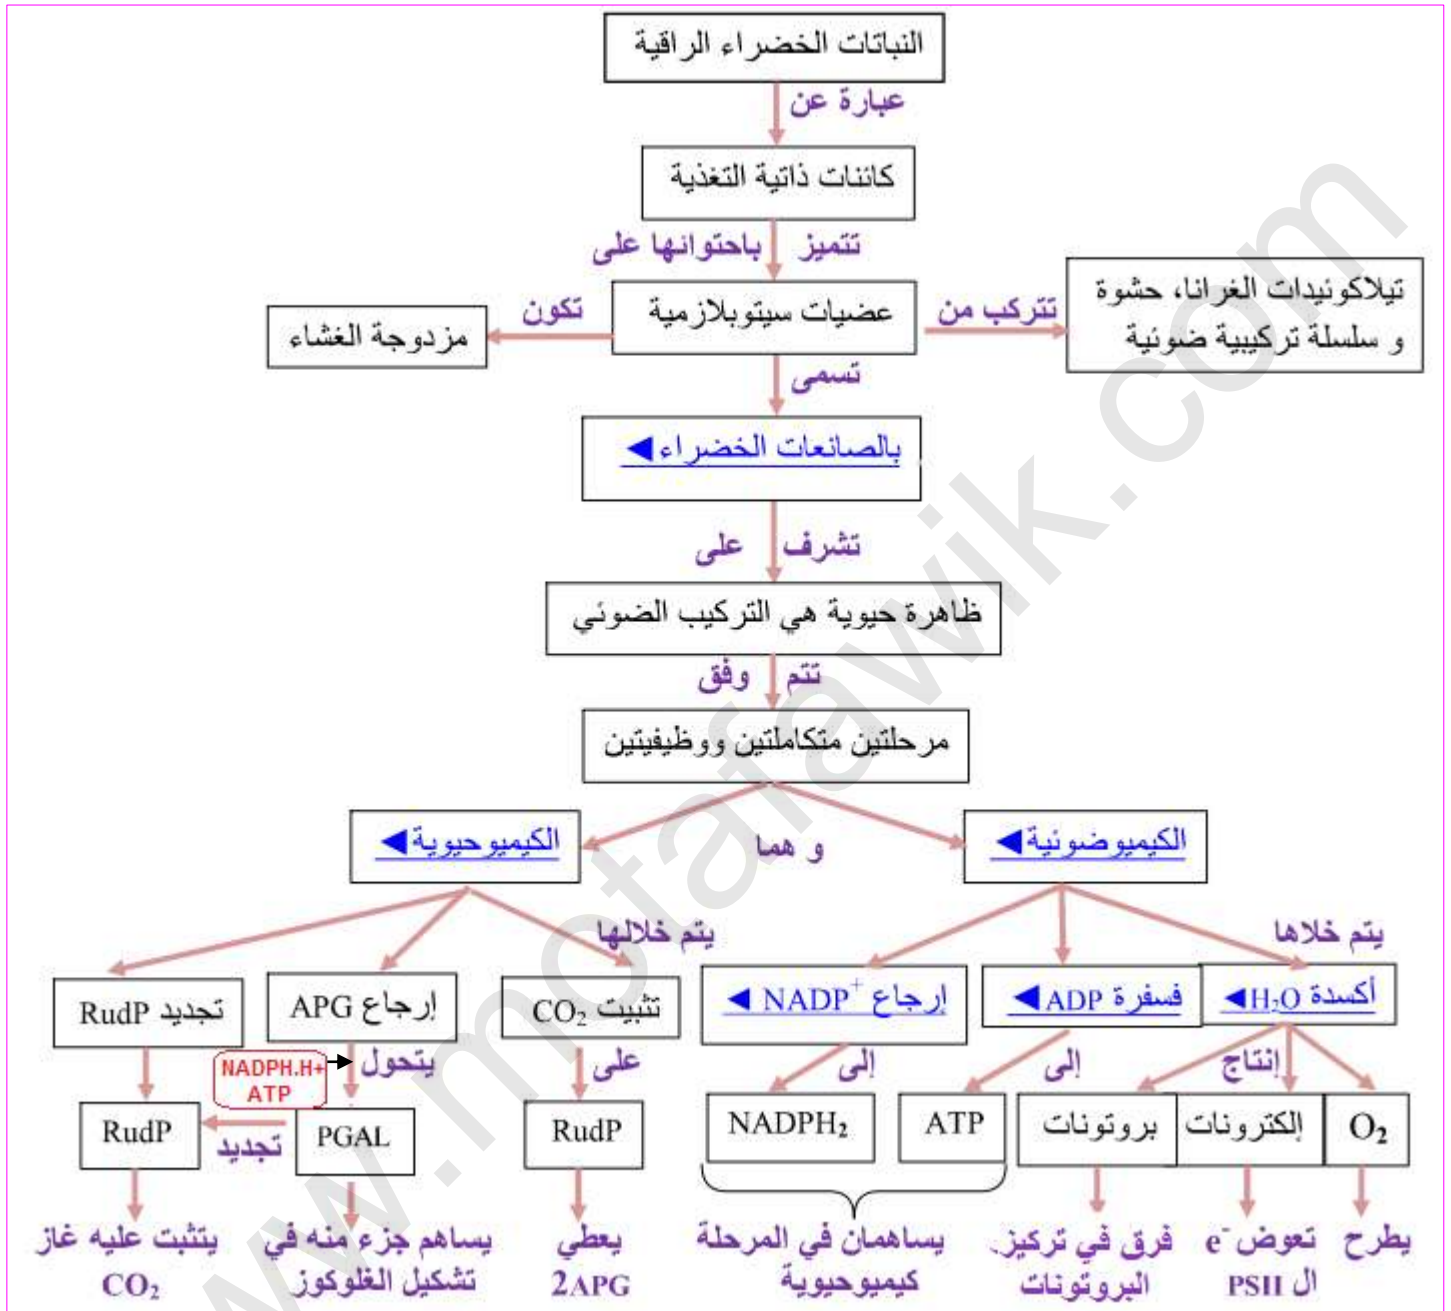 النباتات الخضراء الراقية
عبارة عن
كائنات ذاتية التغذية
تتميز باحتوائها على
تيلاكوئيدات الغرانا، حشوة
و سلسلة تركيبية ضوئية
تتركب من
عضيات سيتوبلازمية
تكون
مزدوجة الغشاء
تسمى
بالصانعات الخضراء◄
تشرف على
ظاهرة حيوية هي التركيب الضوئي
تتم وفق
مرحلتين متكاملتين ووظيفيتين
و هما
الكيميوضوئية◄
الكيميوحيوية◄
يتم خلاها
يتم خلالها
أكسدة H₂O◄
فسفرة ADP◄
إرجاع NADP⁺ ◄
تثبيت CO₂
إرجاع APG
تجديد RudP
إنتاج
إلى
إلى
على
يتحول
NADPH.H+
ATP
O₂
إلكترونات
بروتونات
ATP
NADPH₂
RudP
PGAL
تجديد
RudP
يطرح
تعوض e⁻
ال PSII
فرق في تركيز
البروتونات
يساهمان في المرحلة
كيميوحيوية
يعطي
2APG
يساهم جزء منه في
تشكيل الغلوكوز
يتثبت عليه غاز
CO₂
www.motafawik.com